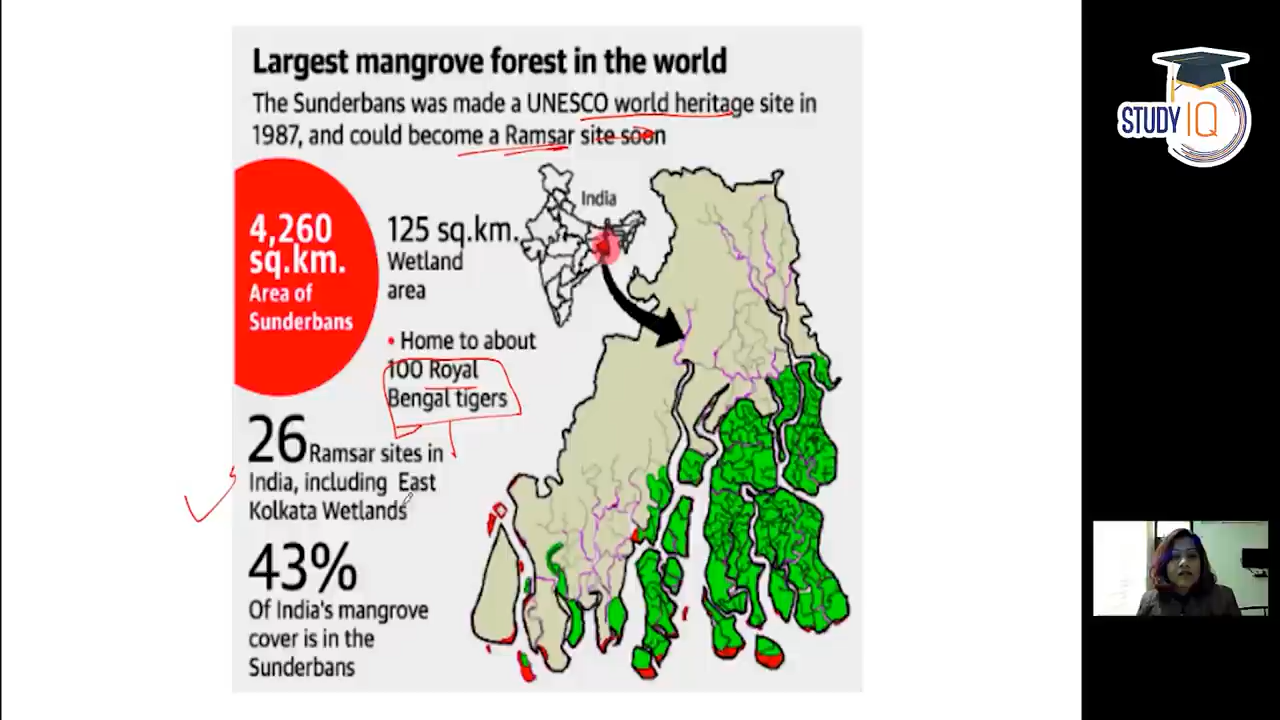 Largest mangrove forest in the world
The Sunderbans was made a UNESCO world heritage site in
1987, and could become a Ramsar site soon
4,260
sq.km.
Area of
Sunderbans
125 sq.km.
Wetland
area
India
• Home to about
100 Royal
Bengal tigers
26 Ramsar sites in
India, including East
Kolkata Wetlands
43%
Of India's mangrove
cover is in the
Sunderbans
STUDY IQ